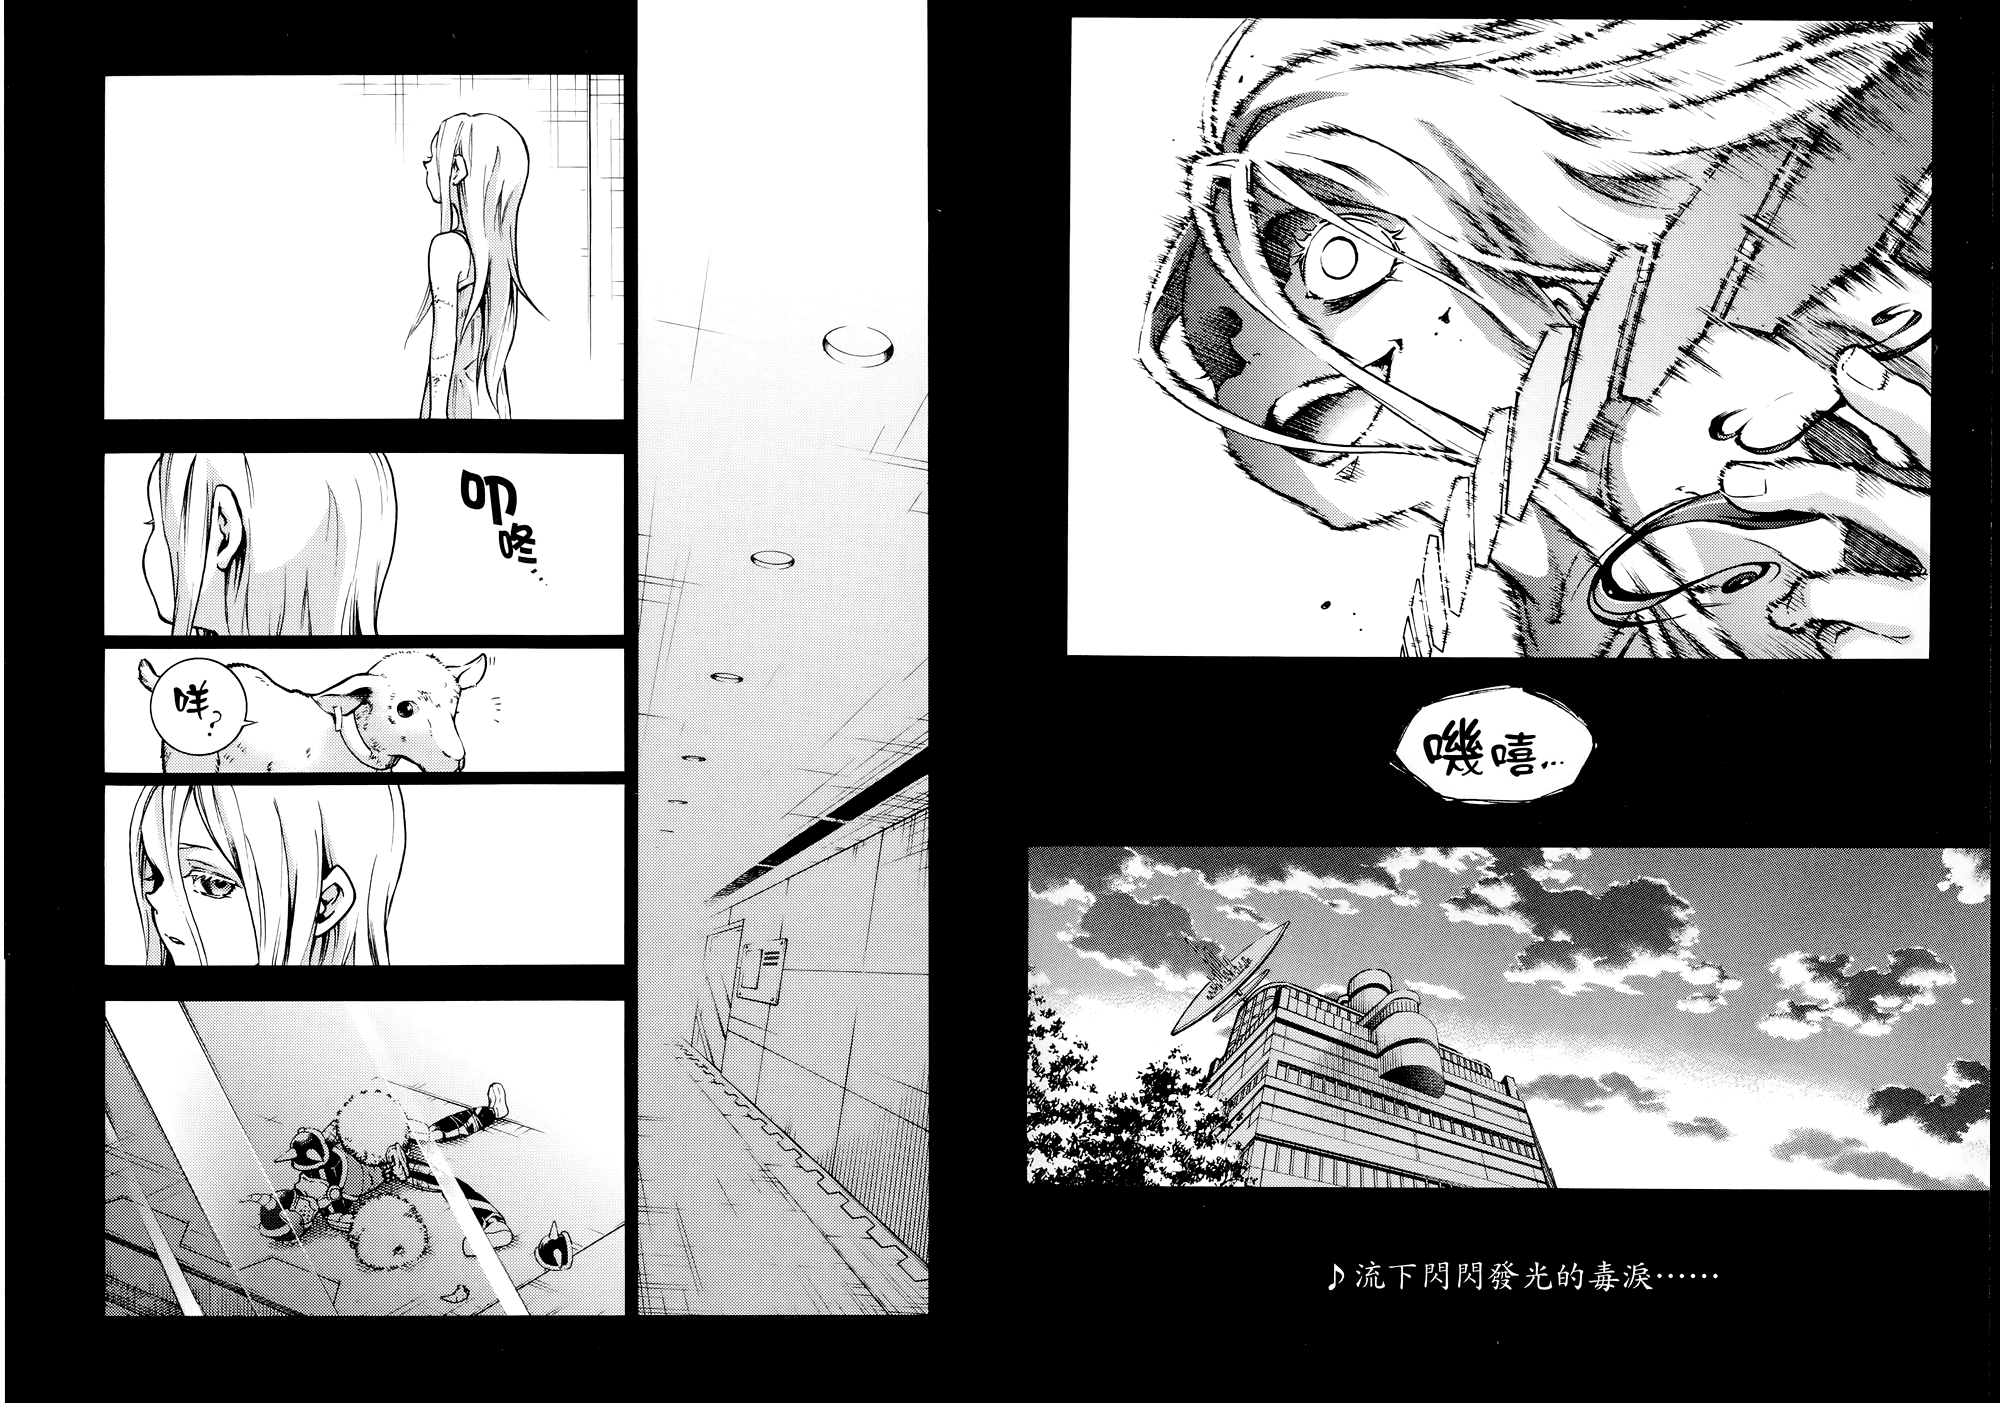 嘰嘻…
♪流下閃閃發光的毒淚……
叩
咚…
咩?